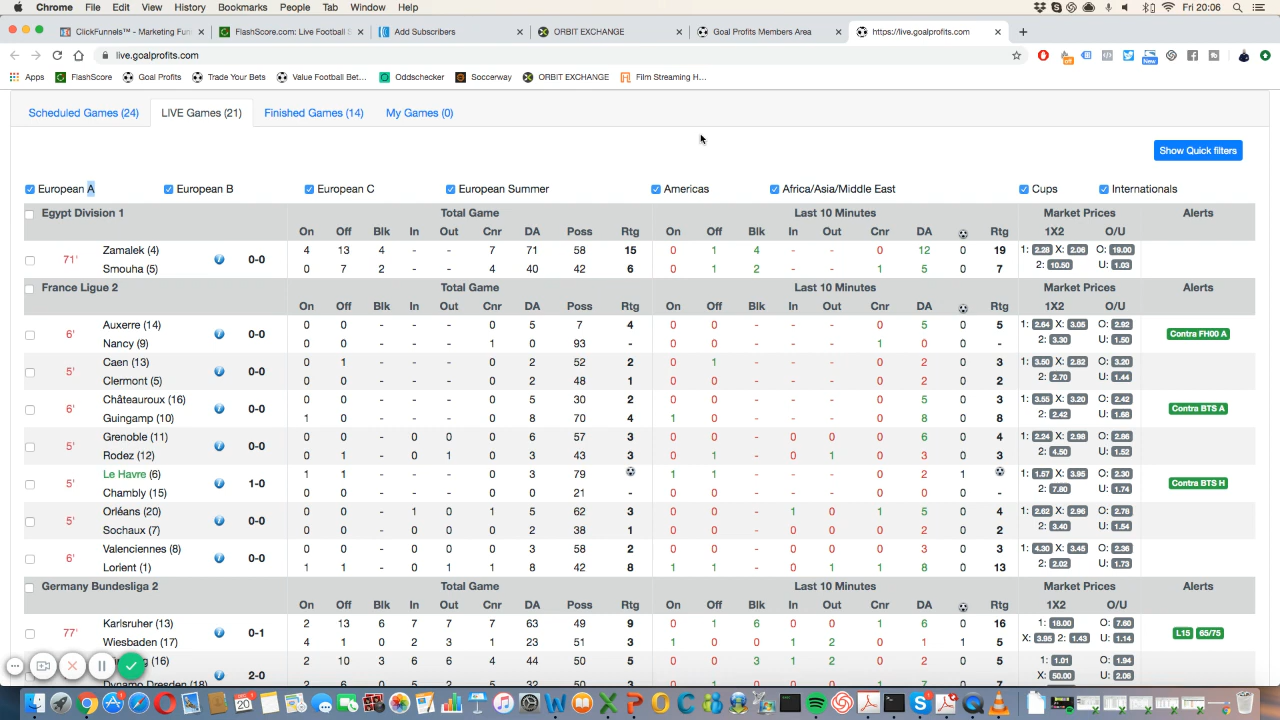 Chrome File Edit View History Bookmarks People Tab Window Help Fri 20:06
ClickFunnels™ - Marketing Fun × FlashScore.com: Live Football S × Add Subscribers × ORBIT EXCHANGE × Goal Profits Members Area × https://live.goalprofits.com × +
live.goalprofits.com
Apps FlashScore Goal Profits Trade Your Bets Value Football Bet... Oddschecker Soccerway ORBIT EXCHANGE Film Streaming H...
Scheduled Games (24) LIVE Games (21) Finished Games (14) My Games (0)
Show Quick filters
European A European B European C European Summer Americas Africa/Asia/Middle East Cups Internationals
Egypt Division 1 Total Game Last 10 Minutes Market Prices Alerts
On Off Blk In Out Cnr DA Poss Rtg On Off Blk In Out Cnr DA Rtg 1X2 O/U
71' Zamalek (4) 0-0 4 13 4 - - 7 71 58 15 0 1 4 - - 0 12 0 19 1: 2.28 X: 2.06 O: 19.00
Smouha (5) 0 7 2 - - 4 40 42 6 0 1 2 - - 1 5 0 7 2: 10.50 U: 1.03
France Ligue 2 Total Game Last 10 Minutes Market Prices Alerts
On Off Blk In Out Cnr DA Poss Rtg On Off Blk In Out Cnr DA Rtg 1X2 O/U
6' Auxerre (14) 0-0 0 0 - - - 0 5 7 4 0 0 - - - 0 5 0 5 1: 2.64 X: 3.05 O: 2.92 Contra FH00 A
Nancy (9) 0 0 - - - 0 0 93 - 0 0 - - - 1 0 0 - 2: 3.30 U: 1.50
5' Caen (13) 0-0 0 1 - - - 0 2 52 2 0 1 - - - 0 2 0 3 1: 3.50 X: 2.82 O: 3.20
Clermont (5) 0 0 - - - 0 2 48 1 0 0 - - - 0 2 0 2 2: 2.70 U: 1.44
6' Châteauroux (16) 0-0 0 0 - - - 0 5 30 2 0 0 - - - 0 5 0 3 1: 3.55 X: 3.20 O: 2.42 Contra BTS A
Guingamp (10) 1 0 - - - 0 8 70 4 1 0 - - - 0 8 0 8 2: 2.42 U: 1.68
5' Grenoble (11) 0-0 0 0 - 0 0 0 6 57 3 0 0 - 0 0 0 6 0 4 1: 2.24 X: 2.98 O: 2.86
Rodez (12) 0 1 - 0 1 0 3 43 3 0 1 - 0 1 0 3 0 3 2: 4.50 U: 1.52
5' Le Havre (6) 1-0 1 1 - - - 0 3 79 1 1 - - - 0 2 1 1: 1.57 X: 3.95 O: 2.30 Contra BTS H
Chambly (15) 0 0 - - - 0 0 21 - 0 0 - - - 0 0 0 - 2: 7.80 U: 1.74
5' Orléans (20) 0-0 0 0 - 1 0 1 5 62 3 0 0 - 1 0 1 5 0 4 1: 2.62 X: 2.96 O: 2.78
Sochaux (7) 0 0 - 0 0 0 2 38 1 0 0 - 0 0 0 2 0 2 2: 3.40 U: 1.54
6' Valenciennes (8) 0-0 0 0 - 0 0 0 3 58 2 0 0 - 0 0 0 3 0 3 1: 4.30 X: 3.45 O: 2.36
Lorient (1) 1 1 - 0 1 1 8 42 8 1 1 - 0 1 1 8 0 13 2: 2.02 U: 1.73
Germany Bundesliga 2 Total Game Last 10 Minutes Market Prices Alerts
On Off Blk In Out Cnr DA Poss Rtg On Off Blk In Out Cnr DA Rtg 1X2 O/U
77' Karlsruher (13) 0-1 2 13 6 7 7 7 63 49 9 0 1 6 0 0 1 6 0 16 1: 18.00 O: 7.60 L15 65/75
Wiesbaden (17) 4 1 0 2 3 2 23 51 3 1 0 0 0 1 2 0 1 1 5 X: 3.95 2: 1.43 U: 1.14
(16) 2-0 2 10 3 6 6 4 44 50 5 0 0 3 1 2 0 2 0 5 1: 1.01 O: 1.94
Dynamo Dresden (18) X: 50.00 U: 2.06